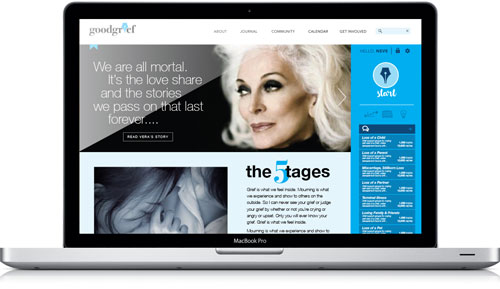 goodgrief
ABOUT JOURNAL COMMUNITY CALENDAR GET INVOLVED
We are all mortal.
It's the love share
and the stories
we pass on that last
forever....
READ VERA'S STORY
start
the 5tages
Grief is what we feel inside. Mourning is what
we experience and show to others on the
outside. So I can never see your grief or judge
your grief by whether or not you're crying or
angry or upset. Only you will ever know your
grief. Grief is what we feel inside.
Mourning is what we experience and show to
Loss of a Child
Loss of a Parent
Loss of a Partner
Terminal Illness
Losing Family & Friends
Loss of a Pet
MacBook Pro